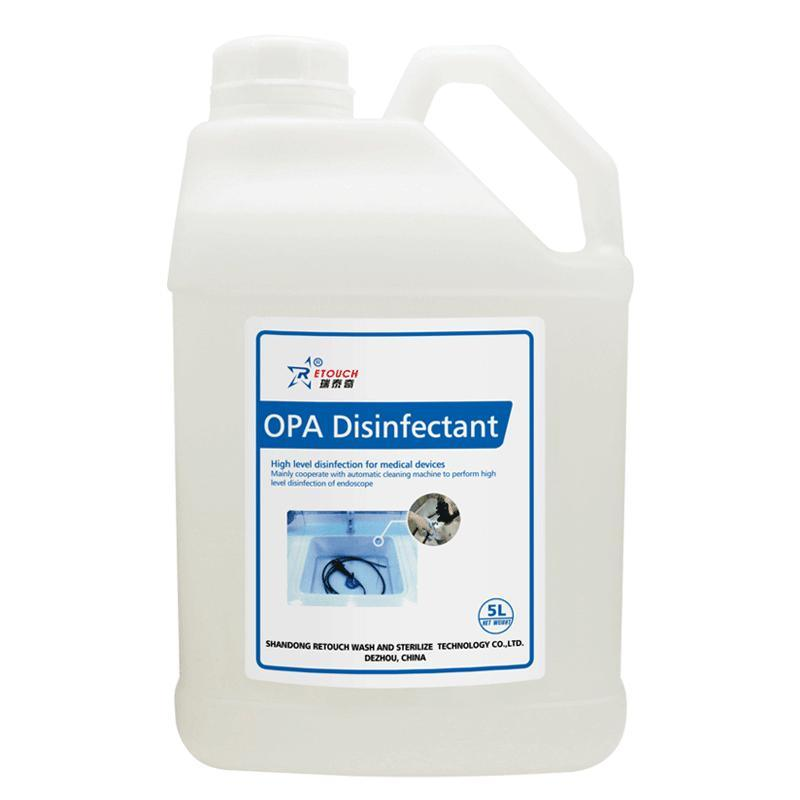 R ETOUCH ®
瑞泰奇
OPA Disinfectant
High level disinfection for medical devices
Mainly cooperate with automatic cleaning machine to perform high
level disinfection of endoscope
5L
NET WEIGHT
SHANDONG RETOUCH WASH AND STERILIZE TECHNOLOGY CO.,LTD.
DEZHOU, CHINA